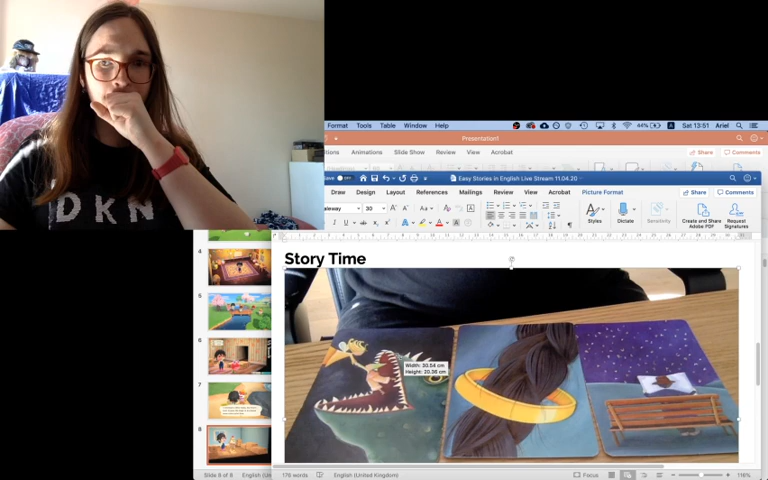 DKN
Format Tools Table Window Help
44% Sat 13:51 Ariel
Presentation1
Animations Slide Show Review View Acrobat
Share Comments
Easy Stories in English Live Stream 11.04.20
Draw Design Layout References Mailings Review View Acrobat Picture Format
Share Comments
30
Styles Dictate Sensitivity Create and Share Adobe PDF Request Signatures
Story Time
Width: 30.54 cm
Height: 20.36 cm
4
5
6
7
8
Slide 8 of 8
178 words English (United Kingdom) Focus 116%